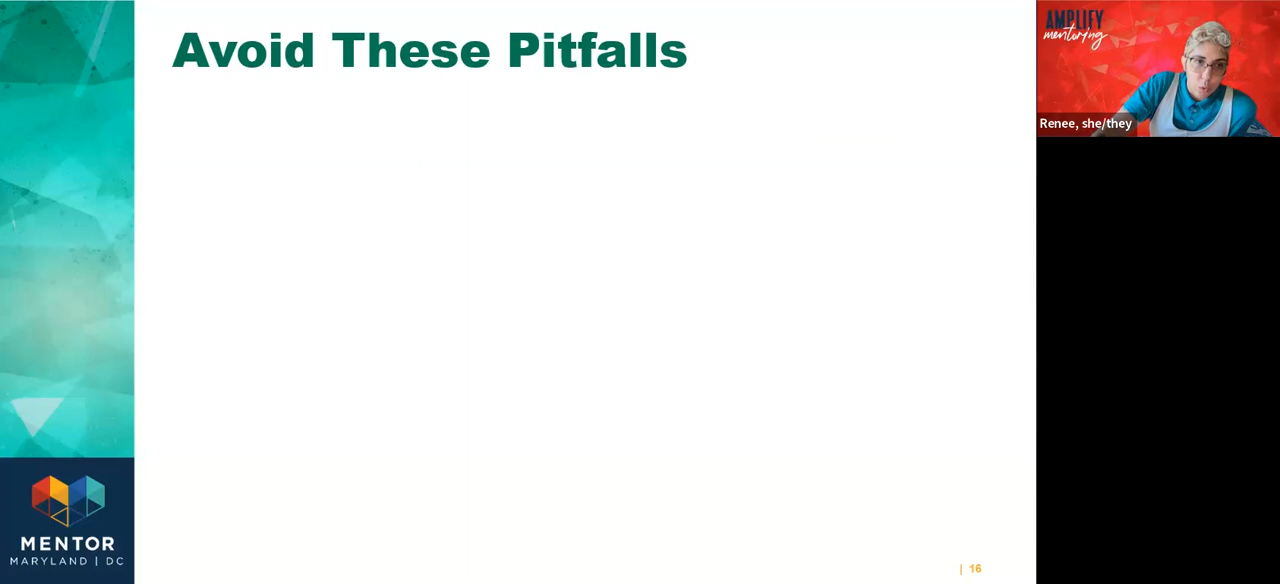 Avoid These Pitfalls
AMPLIFY
mentoring
Renee, she/they
MENTOR
MARYLAND | DC
| 16